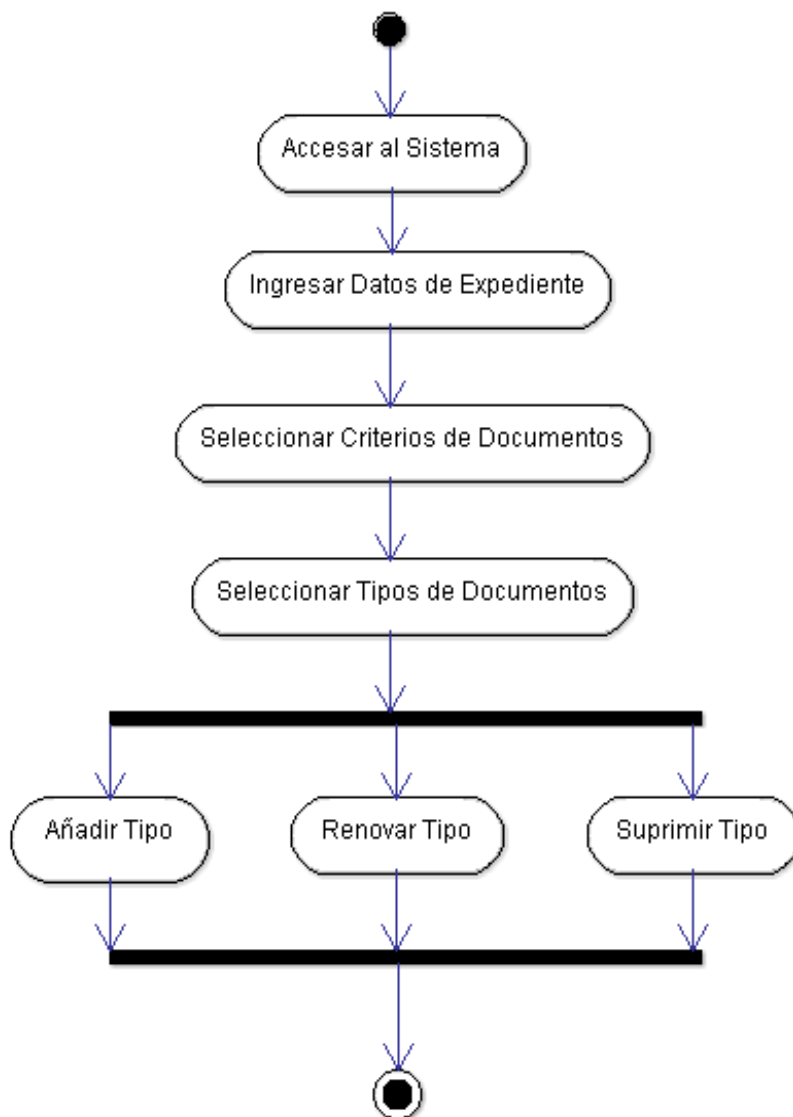 Accesar al Sistema
Ingresar Datos de Expediente
Seleccionar Criterios de Documentos
Seleccionar Tipos de Documentos
Añadir Tipo
Renovar Tipo
Suprimir Tipo